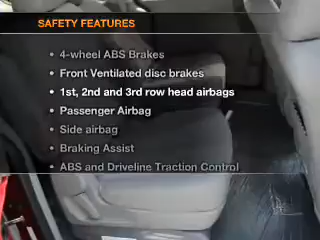 SAFETY FEATURES
• 4-wheel ABS Brakes
• Front Ventilated disc brakes
• 1st, 2nd and 3rd row head airbags
• Passenger Airbag
• Side airbag
• Braking Assist
• ABS and Driveline Traction Control